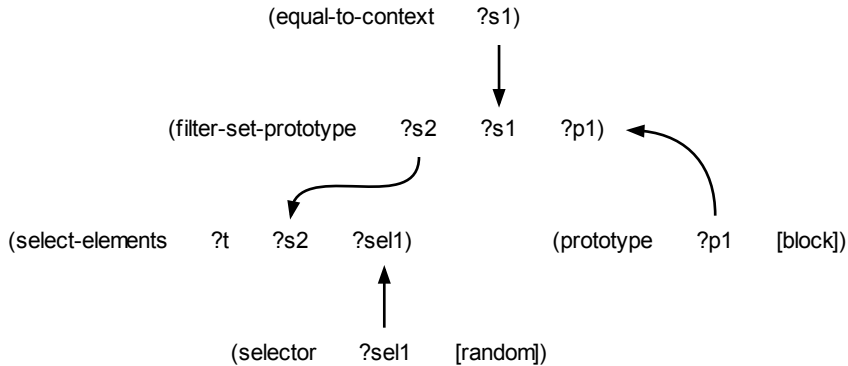 (equal-to-context ?s1)
(filter-set-prototype ?s2 ?s1 ?p1)
(select-elements ?t ?s2 ?sel1) (prototype ?p1 [block])
(selector ?sel1 [random])